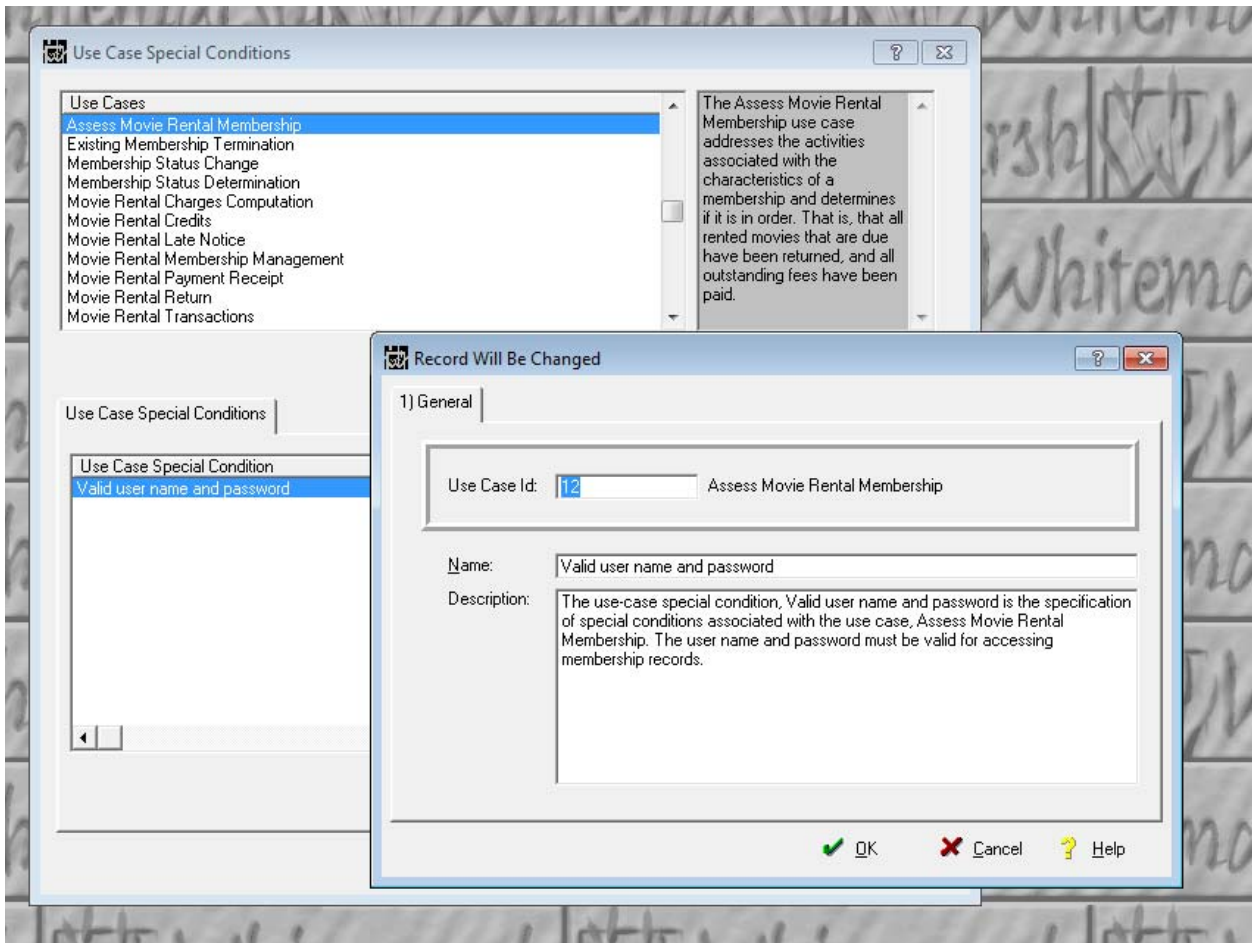 Use Case Special Conditions
Use Cases
Assess Movie Rental Membership
Existing Membership Termination
Membership Status Change
Membership Status Determination
Movie Rental Charges Computation
Movie Rental Credits
Movie Rental Late Notice
Movie Rental Membership Management
Movie Rental Payment Receipt
Movie Rental Return
Movie Rental Transactions
The Assess Movie Rental
Membership use case
addresses the activities
associated with the
characteristics of a
membership and determines
if it is in order. That is, that all
rented movies that are due
have been returned, and all
outstanding fees have been
paid.
Use Case Special Conditions
Use Case Special Condition
Valid user name and password
Record Will Be Changed
1) General
Use Case Id: 12 Assess Movie Rental Membership
Name: Valid user name and password
Description: The use-case special condition, Valid user name and password is the specification
of special conditions associated with the use case, Assess Movie Rental
Membership. The user name and password must be valid for accessing
membership records.
OK Cancel Help